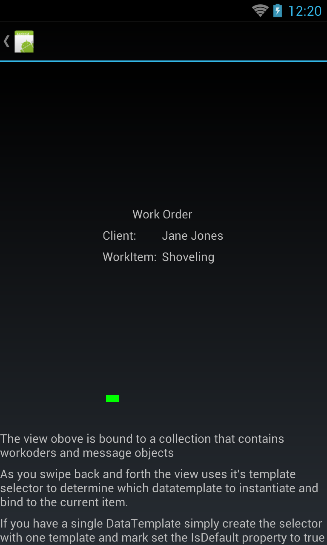 12:20
Work Order
Client: Jane Jones
WorkItem: Shoveling
The view obove is bound to a collection that contains
workoders and message objects
As you swipe back and forth the view uses it's template
selector to determine which datatemplate to instantiate and
bind to the current item.
If you have a single DataTemplate simply create the selector
with one template and mark set the IsDefault property to true